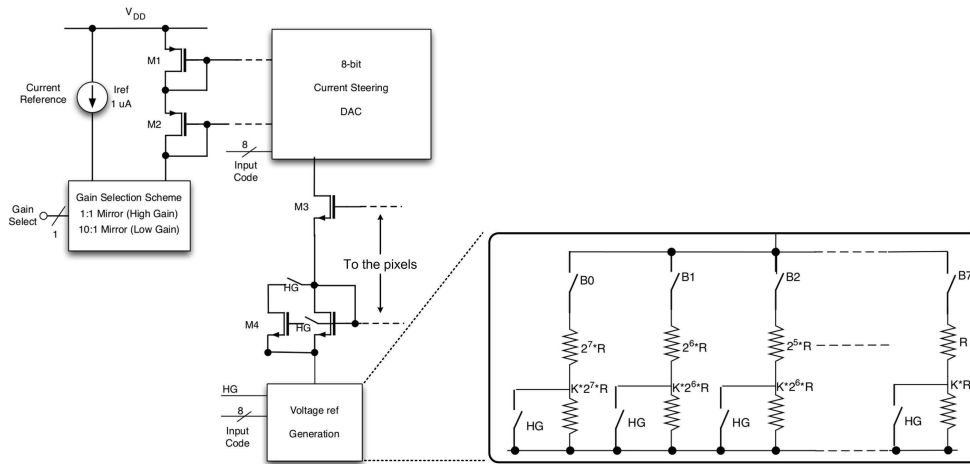 V_DD
M1
8-bit
Current Steering
DAC
Current
Reference
Iref
1 uA
M2
8
Input
Code
Gain
Select
1
Gain Selection Scheme
1:1 Mirror (High Gain)
10:1 Mirror (Low Gain)
M3
To the pixels
HG
M4
HG
HG
8
Input
Code
Voltage ref
Generation
B0
B1
B2
B7
2^7*R
2^6*R
2^5*R
R
K*2^7*R
K*2^6*R
K*2^6*R
K*R
HG
HG
HG
HG